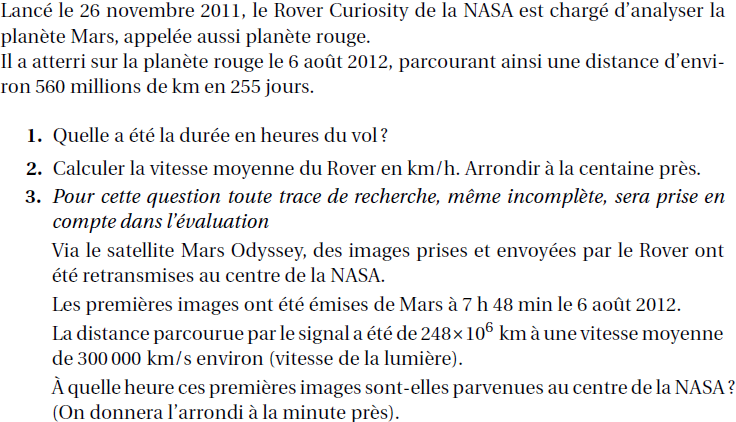 Lancé le 26 novembre 2011, le Rover Curiosity de la NASA est chargé d’analyser la
planète Mars, appelée aussi planète rouge.
Il a atterri sur la planète rouge le 6 août 2012, parcourant ainsi une distance d’envi-
ron 560 millions de km en 255 jours.
1. Quelle a été la durée en heures du vol ?
2. Calculer la vitesse moyenne du Rover en km/h. Arrondir à la centaine près.
3. Pour cette question toute trace de recherche, même incomplète, sera prise en
compte dans l’évaluation
Via le satellite Mars Odyssey, des images prises et envoyées par le Rover ont
été retransmises au centre de la NASA.
Les premières images ont été émises de Mars à 7 h 48 min le 6 août 2012.
La distance parcourue par le signal a été de 248×10⁶ km à une vitesse moyenne
de 300 000 km/s environ (vitesse de la lumière).
À quelle heure ces premières images sont-elles parvenues au centre de la NASA ?
(On donnera l’arrondi à la minute près).